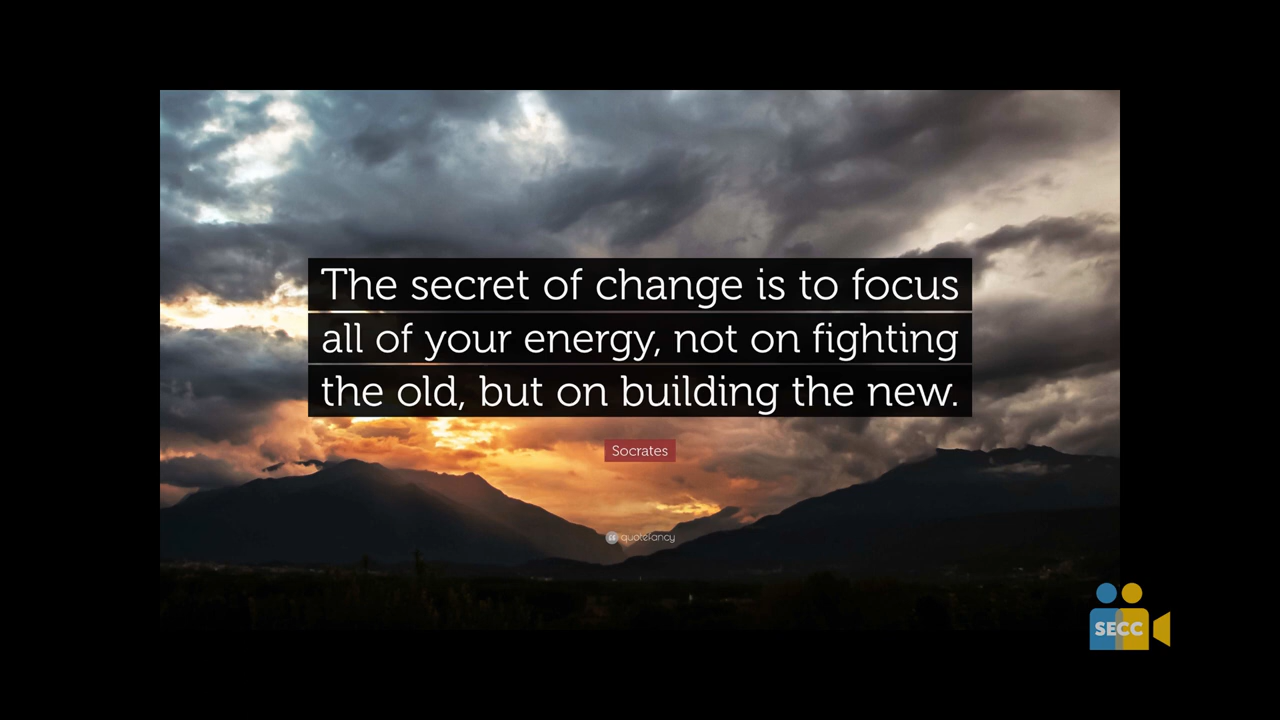 The secret of change is to focus
all of your energy, not on fighting
the old, but on building the new.
Socrates
quotefancy
SECC